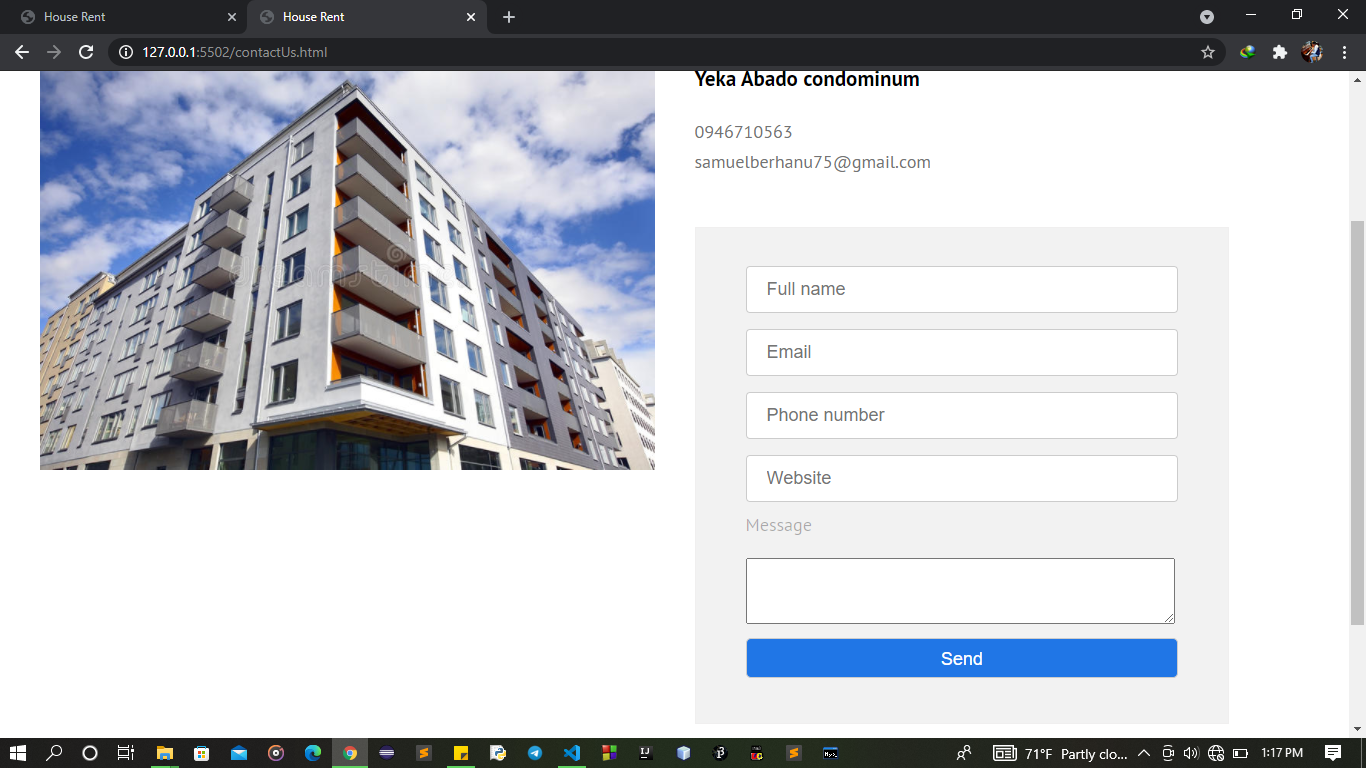 House Rent
House Rent
127.0.0.1:5502/contactUs.html
Yeka Abado condominum
0946710563
samuelberhanu75@gmail.com
dreamstime
Full name
Email
Phone number
Website
Message
Send
71°F Partly clo...
1:17 PM